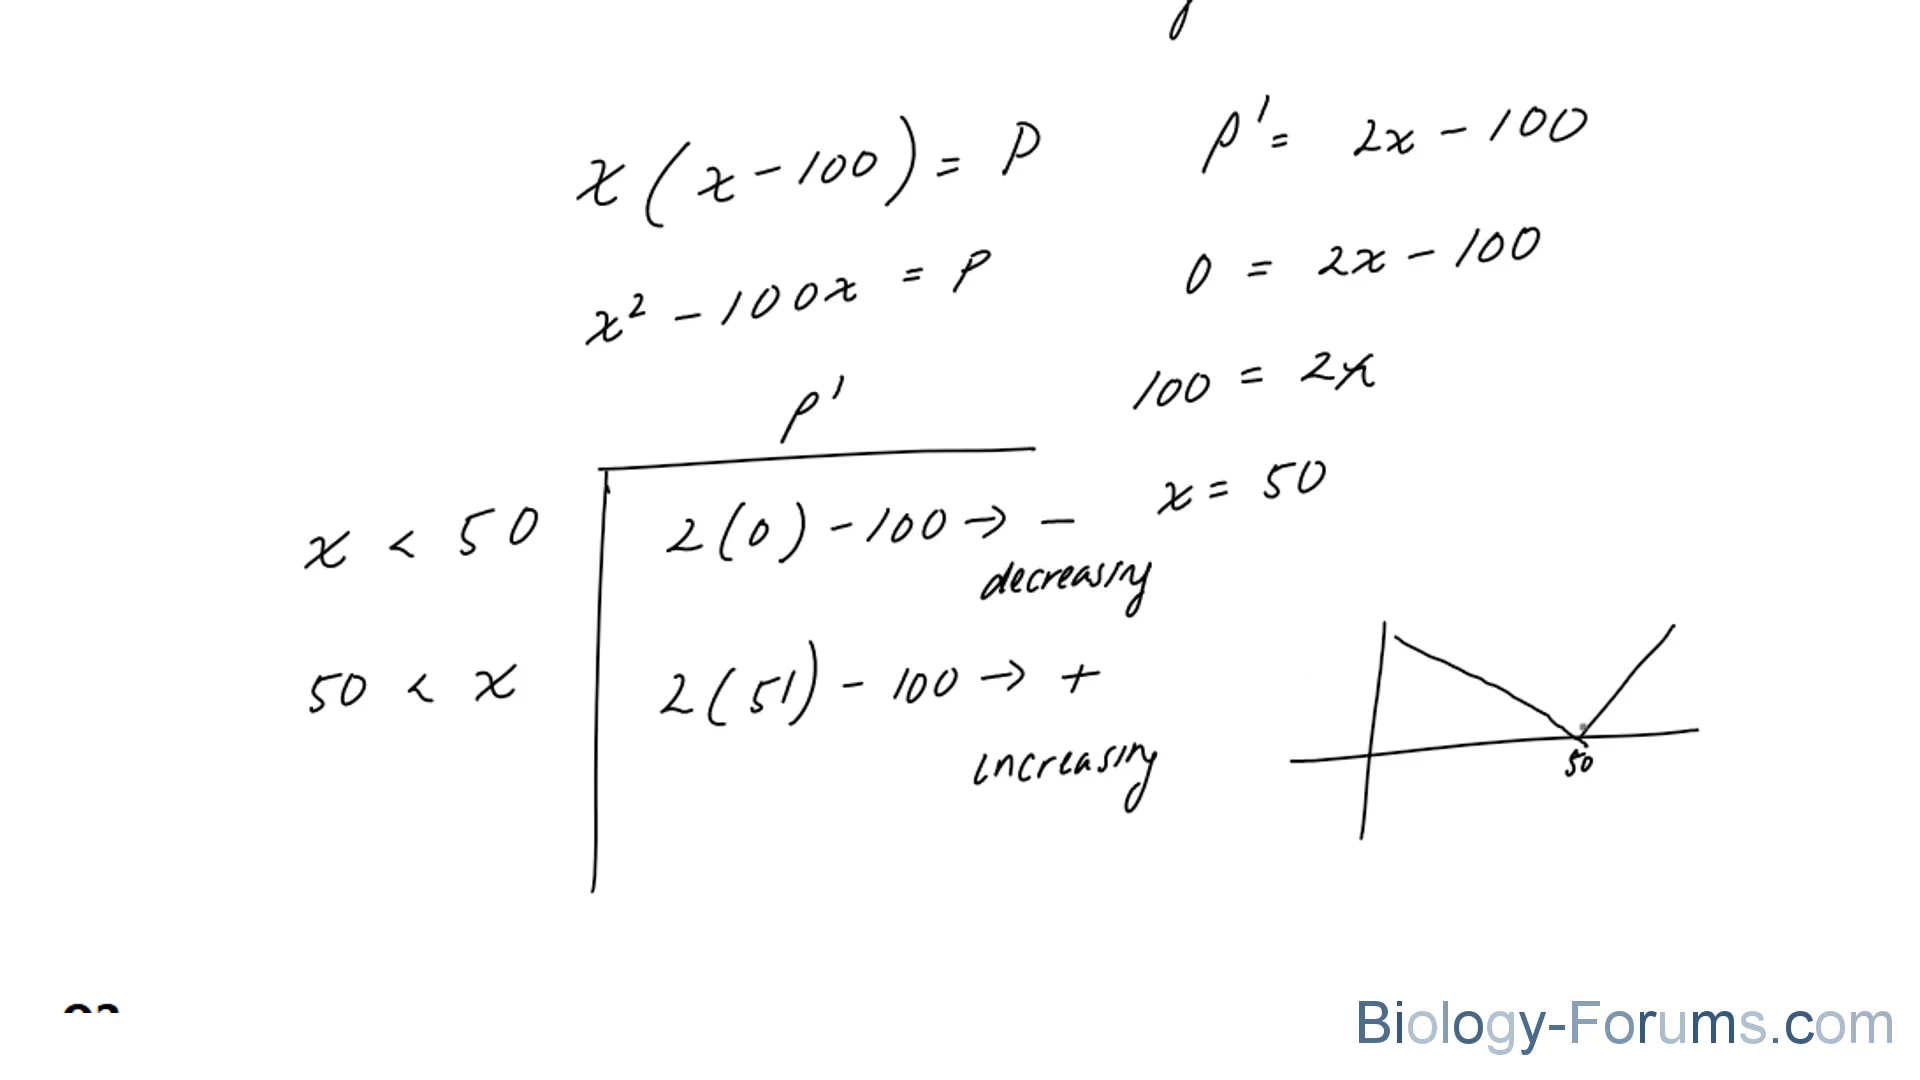 x(x-100) = P
p' = 2x - 100
x² - 100x = P
0 = 2x - 100
100 = 2x
x = 50
p'
x < 50
2(0) - 100 → -
decreasing
50 < x
2(51) - 100 → +
increasing
50
Biology-Forums.com